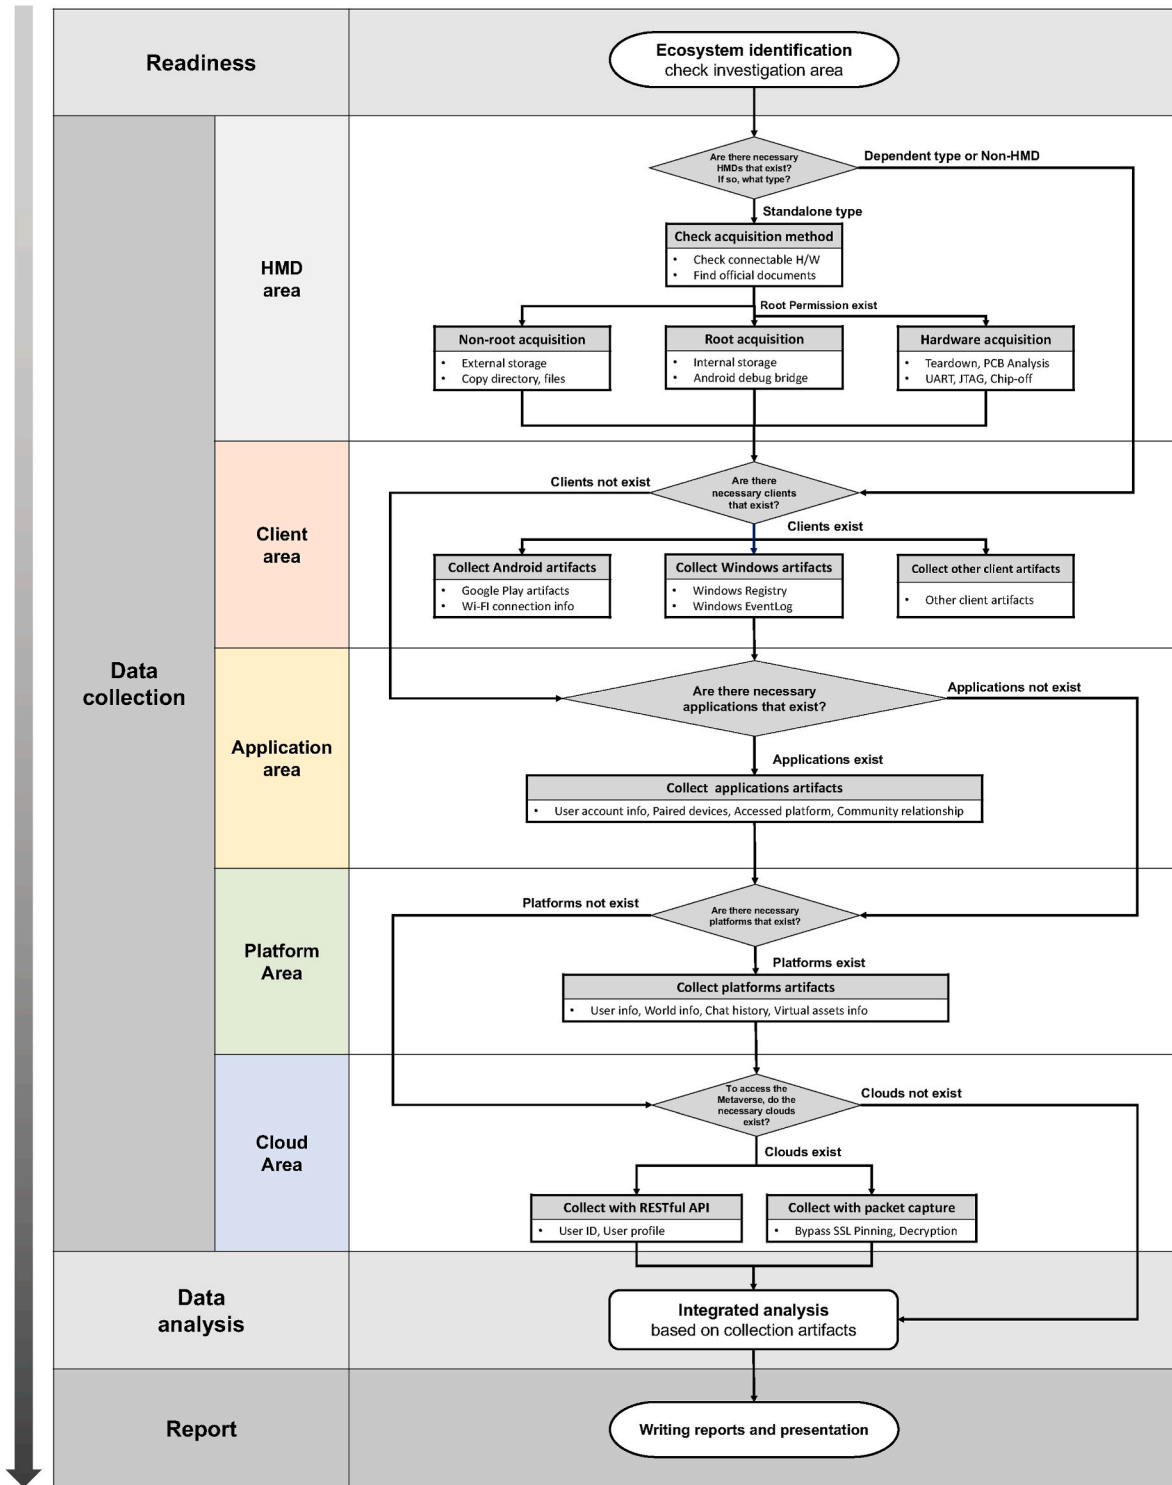 Readiness
Ecosystem identification
check investigation area
Data
collection
HMD
area
Are there necessary
HMDs that exist?
If so, what type?
Dependent type or Non-HMD
Standalone type
Check acquisition method
• Check connectable H/W
• Find official documents
Root Permission exist
Non-root acquisition
• External storage
• Copy directory, files
Root acquisition
• Internal storage
• Android debug bridge
Hardware acquisition
• Teardown, PCB Analysis
• UART, JTAG, Chip-off
Client
area
Clients not exist
Are there
necessary clients
that exist?
Clients exist
Collect Android artifacts
• Google Play artifacts
• Wi-FI connection info
Collect Windows artifacts
• Windows Registry
• Windows EventLog
Collect other client artifacts
• Other client artifacts
Application
area
Are there necessary
applications that exist?
Applications not exist
Applications exist
Collect applications artifacts
• User account info, Paired devices, Accessed platform, Community relationship
Platform
Area
Platforms not exist
Are there necessary
platforms that exist?
Platforms exist
Collect platforms artifacts
• User info, World info, Chat history, Virtual assets info
Cloud
Area
To access the
Metaverse, do the
necessary clouds
exist?
Clouds not exist
Clouds exist
Collect with RESTful API
• User ID, User profile
Collect with packet capture
• Bypass SSL Pinning, Decryption
Data
analysis
Integrated analysis
based on collection artifacts
Report
Writing reports and presentation